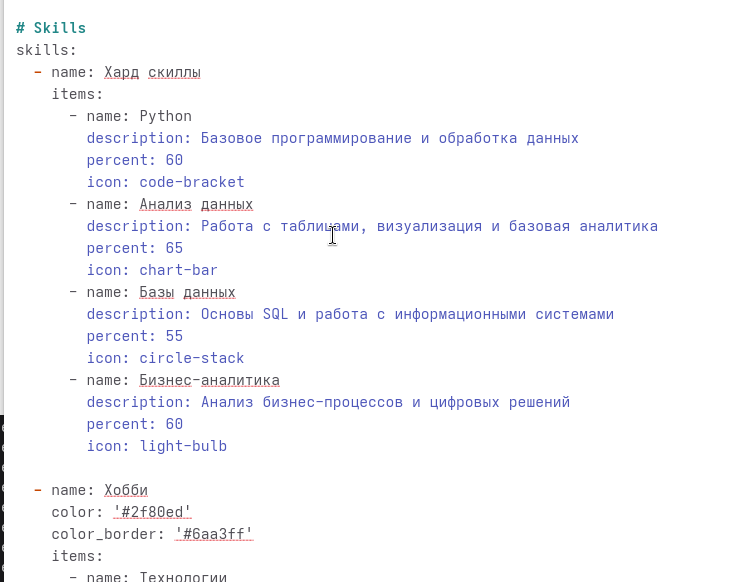 # Skills
skills:
  - name: Хард скиллы
    items:
      - name: Python
        description: Базовое программирование и обработка данных
        percent: 60
        icon: code-bracket
      - name: Анализ данных
        description: Работа с таблицами, визуализация и базовая аналитика
        percent: 65
        icon: chart-bar
      - name: Базы данных
        description: Основы SQL и работа с информационными системами
        percent: 55
        icon: circle-stack
      - name: Бизнес-аналитика
        description: Анализ бизнес-процессов и цифровых решений
        percent: 60
        icon: light-bulb
  - name: Хобби
    color: '#2f80ed'
    color_border: '#6aa3ff'
    items:
      - name: Технологии